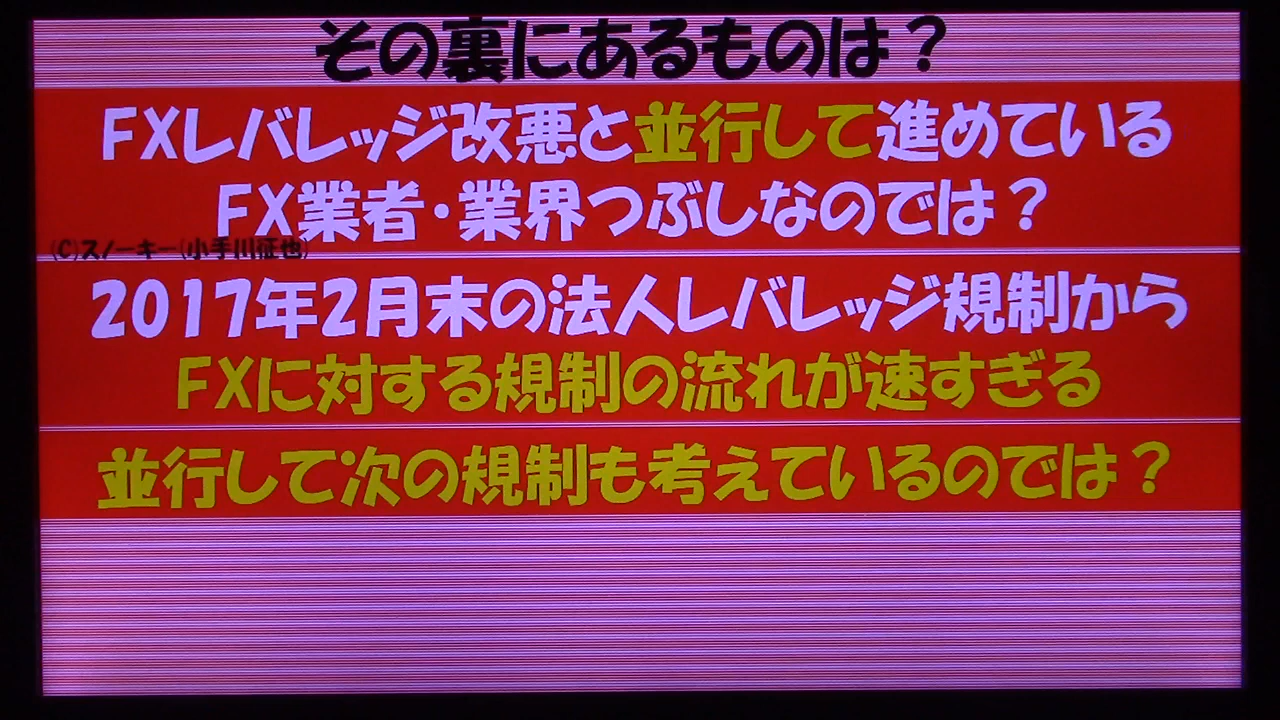 その裏にあるものは？
FXレバレッジ改悪と並行して進めている
FX業者・業界つぶしなのでは？
(C)スノーキー(小手川征也)
2017年2月末の法人レバレッジ規制から
FXに対する規制の流れが速すぎる
並行して次の規制も考えているのでは？